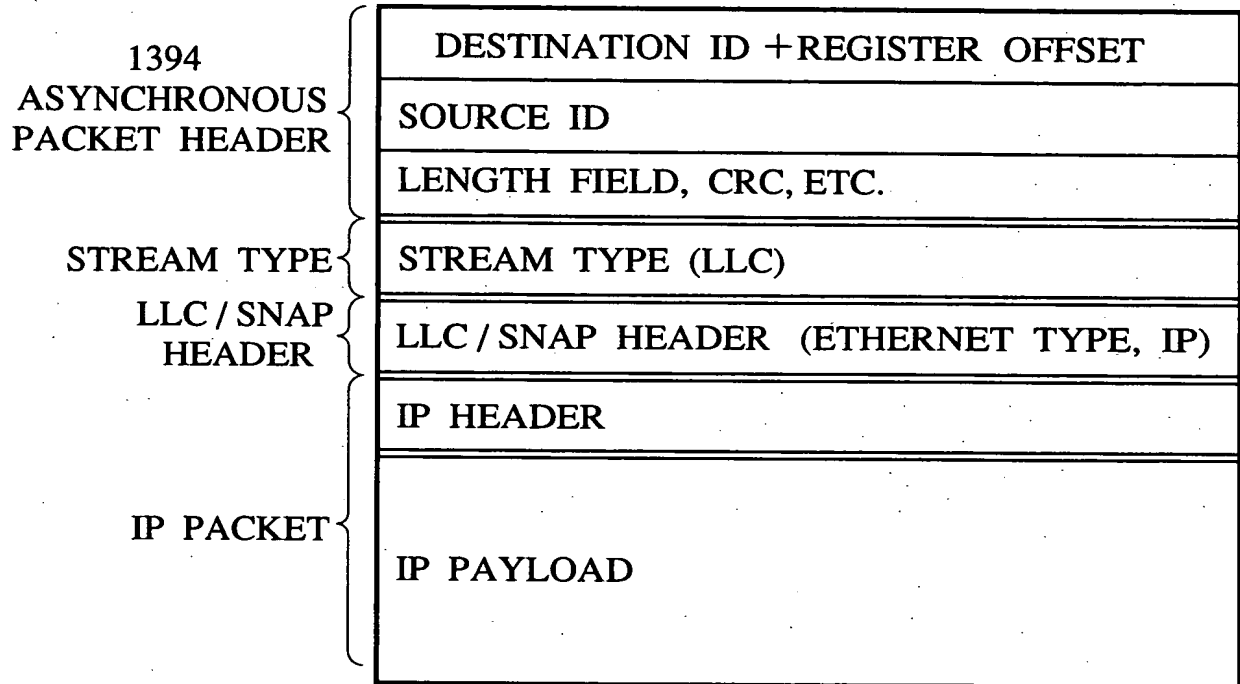 1394
ASYNCHRONOUS
PACKET HEADER
DESTINATION ID +REGISTER OFFSET
SOURCE ID
LENGTH FIELD, CRC, ETC.
STREAM TYPE
STREAM TYPE (LLC)
LLC / SNAP
HEADER
LLC / SNAP HEADER (ETHERNET TYPE, IP)
IP PACKET
IP HEADER
IP PAYLOAD